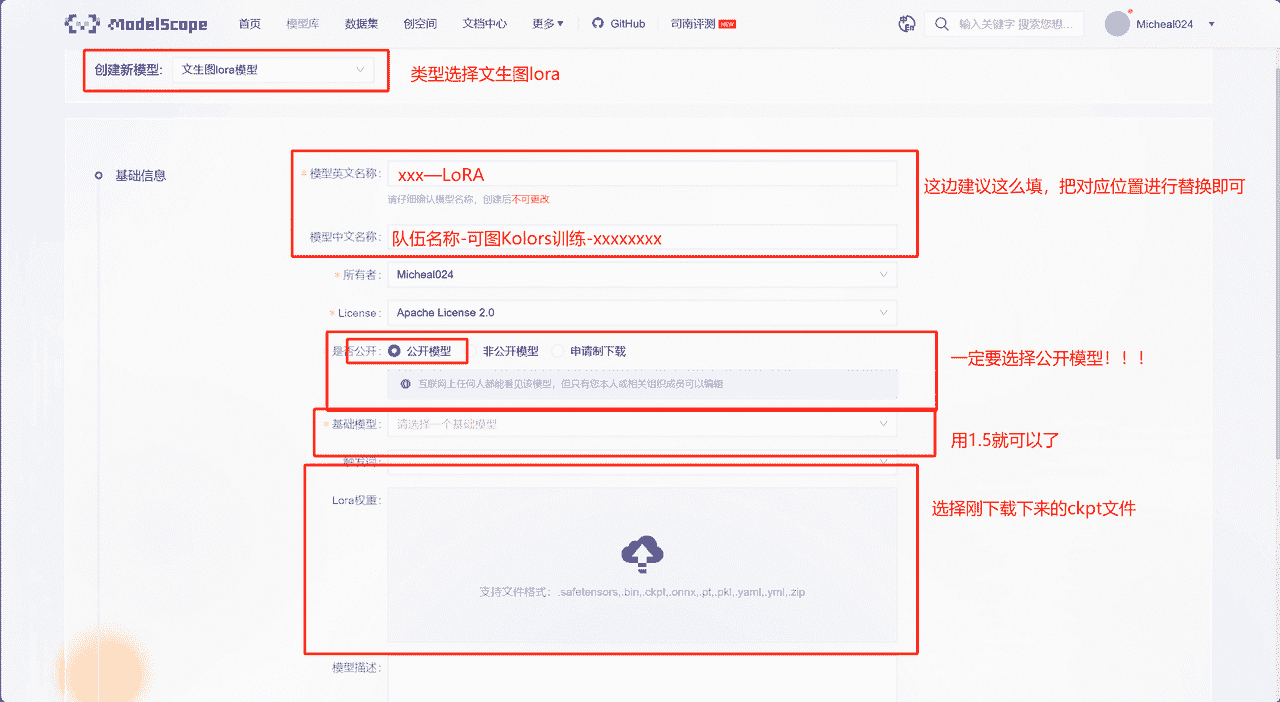 ModelScope 首页 模型库 数据集 创空间 文档中心 更多 GitHub 司南评测 NEW 输入关键字 搜索您想... Micheal024
创建新模型: 文生图lora模型 类型选择文生图lora
基础信息
* 模型英文名称: xxx—LoRA
请仔细确认模型名称，创建后不可更改
这边建议这么填，把对应位置进行替换即可
模型中文名称: 队伍名称-可图Kolors训练-xxxxxxxx
* 所有者: Micheal024
* License: Apache License 2.0
是否公开: 公开模型 非公开模型 申请制下载
一定要选择公开模型！！！
互联网上任何人都能看见该模型，但只有您本人或相关组织成员可以编辑
* 基础模型: 请选择一个基础模型
用1.5就可以了
触发词:
Lora权重:
选择刚下载下来的ckpt文件
支持文件格式: .safetensors,.bin,.ckpt,.onnx,.pt,.pkl,.yaml,.yml,.zip
模型描述: